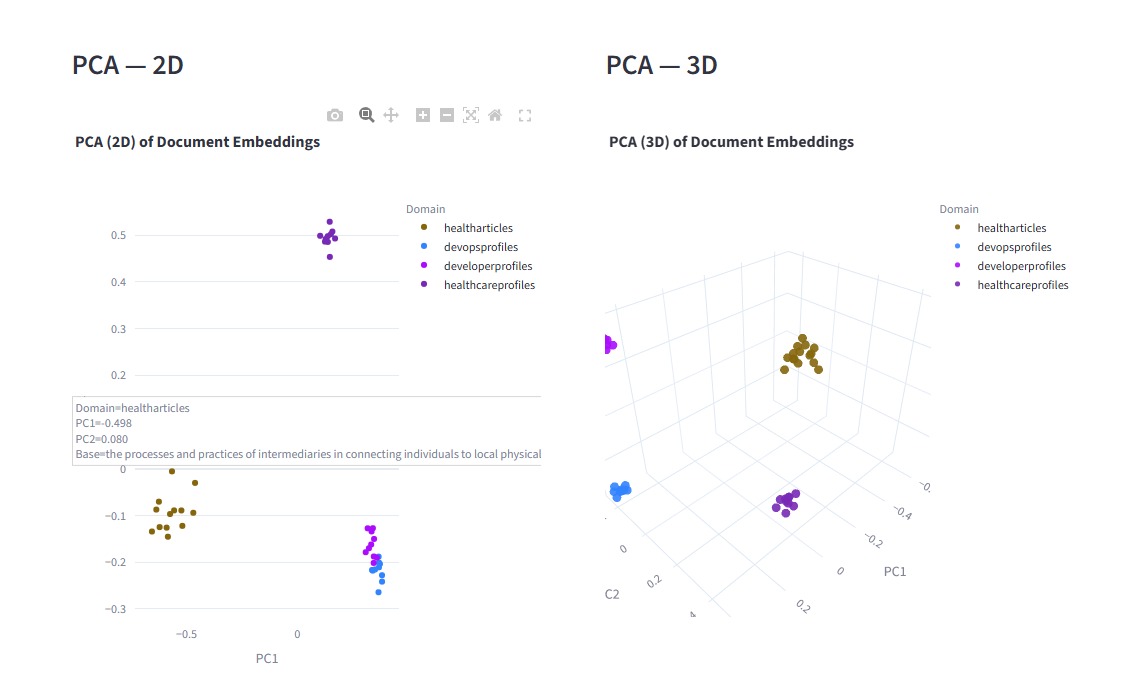 PCA — 2D
PCA (2D) of Document Embeddings
Domain
healtharticles
devopsprofiles
developerprofiles
healthcareprofiles
0.5
0.4
0.3
0.2
Domain=healtharticles
PC1=-0.498
PC2=0.080
Base=the processes and practices of intermediaries in connecting individuals to local physical
0
−0.1
−0.2
−0.3
−0.5
0
PC1
PCA — 3D
PCA (3D) of Document Embeddings
Domain
healtharticles
devopsprofiles
developerprofiles
healthcareprofiles
−0.4
−0.2
0
0.2
PC1
0
0.2
4
C2